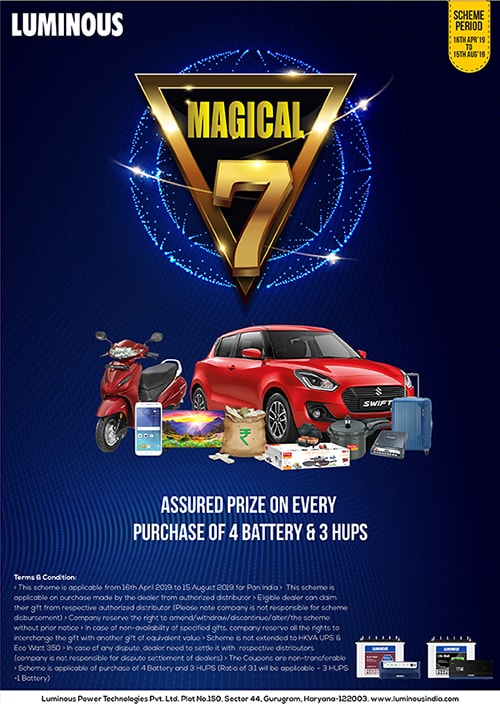 LUMINOUS
SCHEME
PERIOD
16TH APR'19
TO
15TH AUG'19
MAGICAL
7
SWIFT
ASSURED PRIZE ON EVERY
PURCHASE OF 4 BATTERY & 3 HUPS
Terms & Condition:
> This scheme is applicable from 16th April 2019 to 15 August 2019 for Pan India > This scheme is
applicable on purchase made by the dealer from authorized distributor > Eligible dealer can claim
their gift from respective authorized distributor (Please note company is not responsible for scheme
disbursement) > Company reserve the right to amend/withdraw/discontinue/alter/the scheme
without prior notice > In case of non-availability of specified gifts, company reserve all the rights to
interchange the gift with another gift of equivalent value > Scheme is not extended to HKVA UPS &
Eco Watt 350 > In case of any dispute, dealer need to settle it with respective distributors
(company is not responsible for dispute settlement of dealers) > The Coupons are non-transferable
> Scheme is applicable of purchase of 4 Battery and 3 HUPS (Ratio of 3:1 will be applicable - 3 HUPS
+1 Battery)
Luminous Power Technologies Pvt. Ltd. Plot No.150, Sector 44, Gurugram, Haryana-122003. www.luminousindia.com